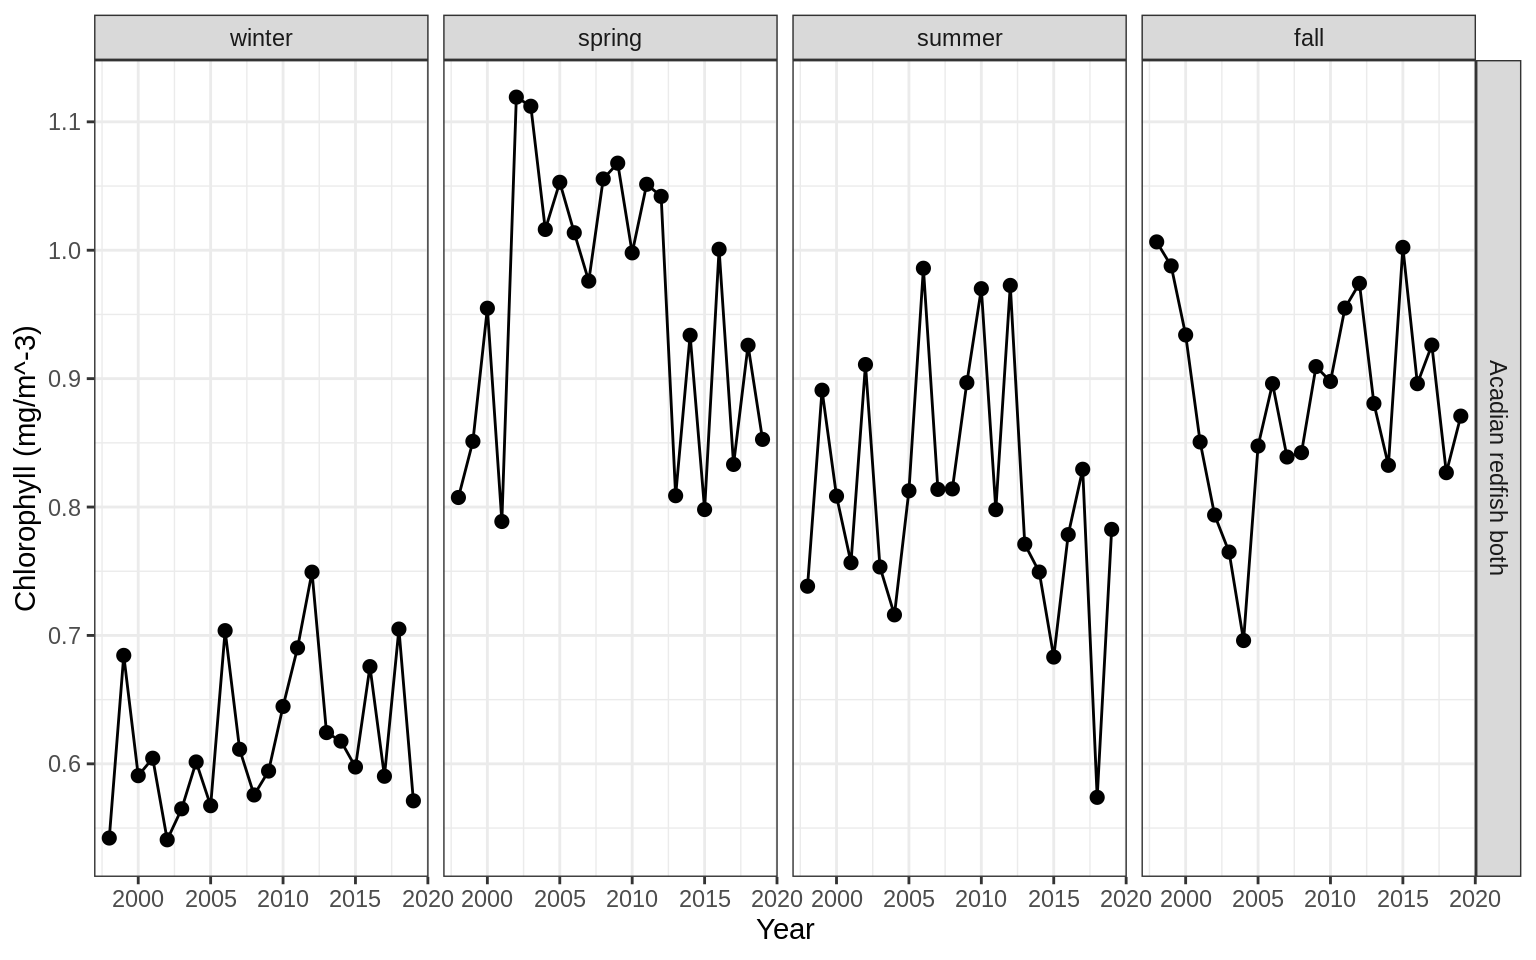 winter spring summer fall
1.1
1.0
0.9
0.8
0.7
0.6
Chlorophyll (mg/m^-3)
Acadian redfish both
2000 2005 2010 2015 2020 2000 2005 2010 2015 2020 2000 2005 2010 2015 2020 2000 2005 2010 2015 2020
Year